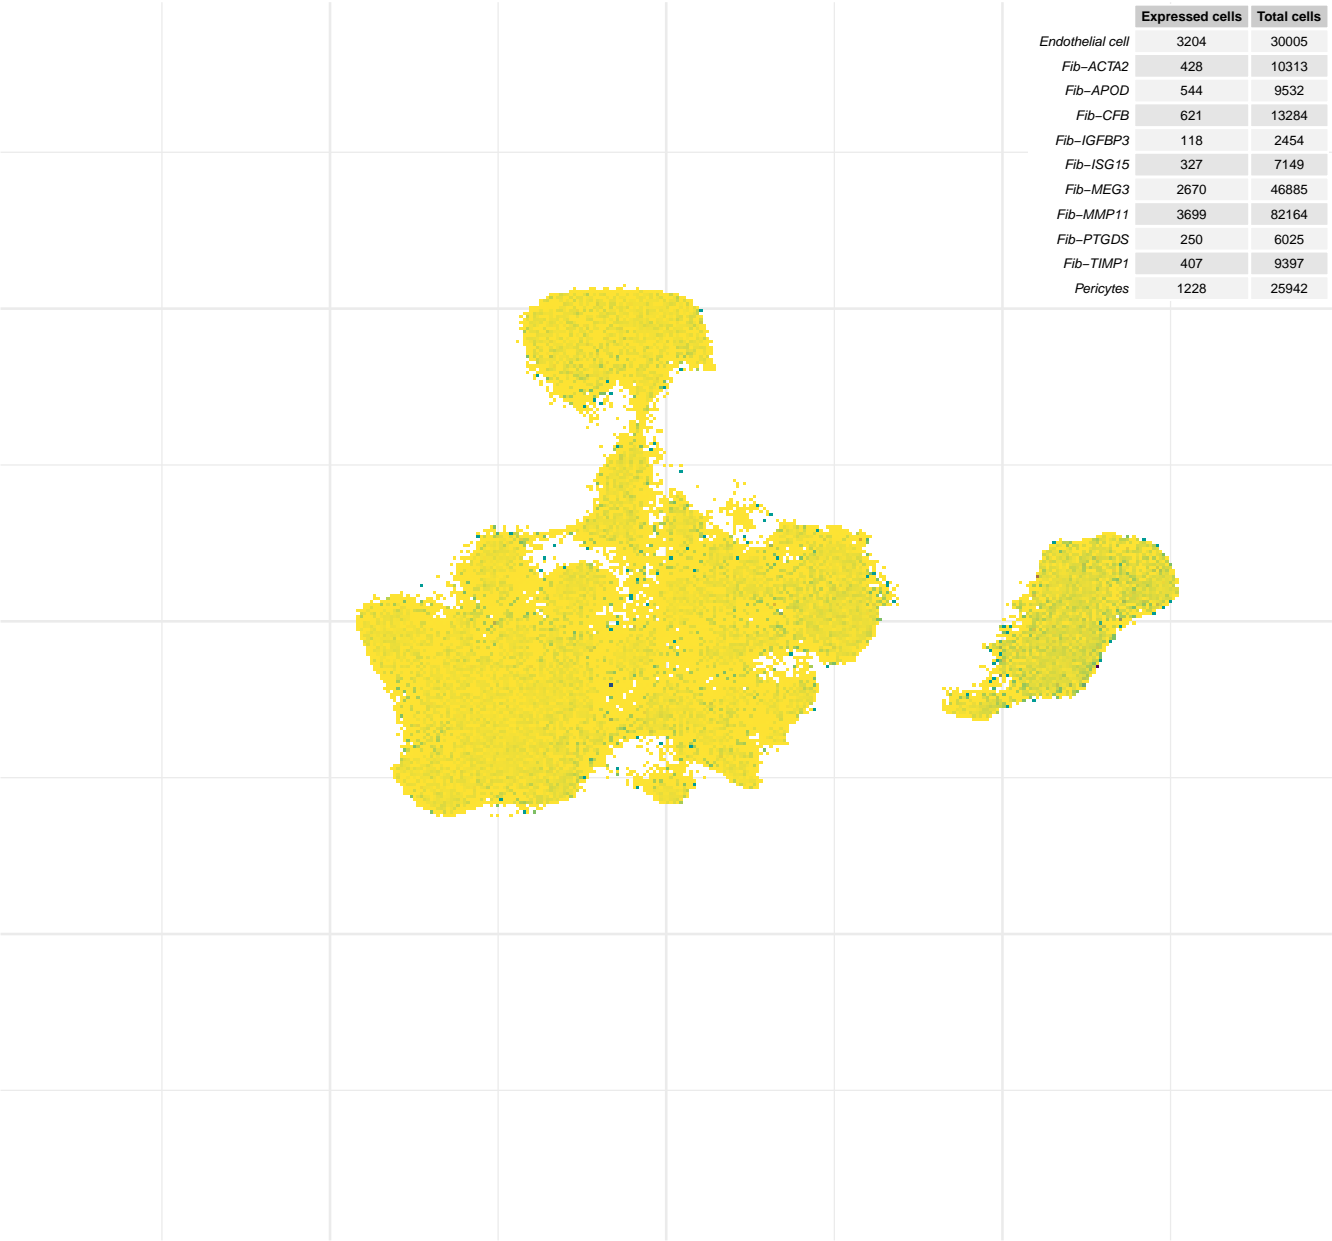 Expressed cells Total cells
Endothelial cell 3204 30005
Fib−ACTA2 428 10313
Fib−APOD 544 9532
Fib−CFB 621 13284
Fib−IGFBP3 118 2454
Fib−ISG15 327 7149
Fib−MEG3 2670 46885
Fib−MMP11 3699 82164
Fib−PTGDS 250 6025
Fib−TIMP1 407 9397
Pericytes 1228 25942